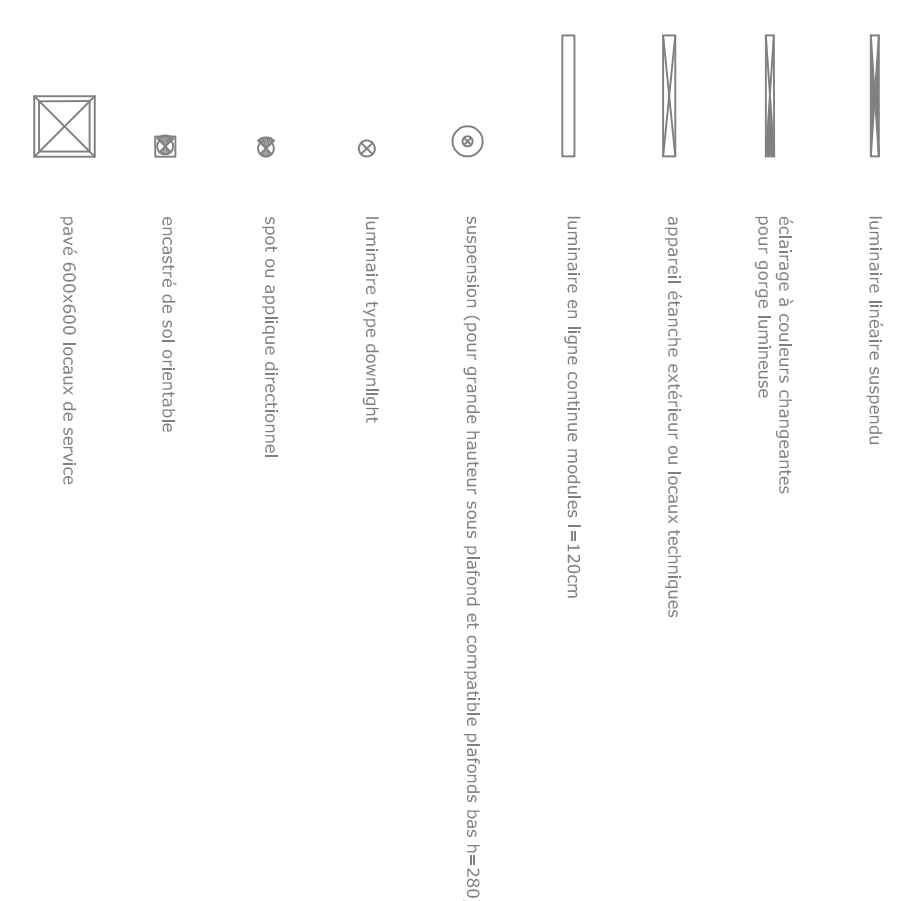 luminaire linéaire suspendu
éclairage à couleurs changeantes
pour gorge lumineuse
appareil étanche extérieur ou locaux techniques
luminaire en ligne continue modules l=120cm
suspension (pour grande hauteur sous plafond et compatible plafonds bas h=280
luminaire type downlight
spot ou applique directionnel
encastré de sol orientable
pavé 600x600 locaux de service